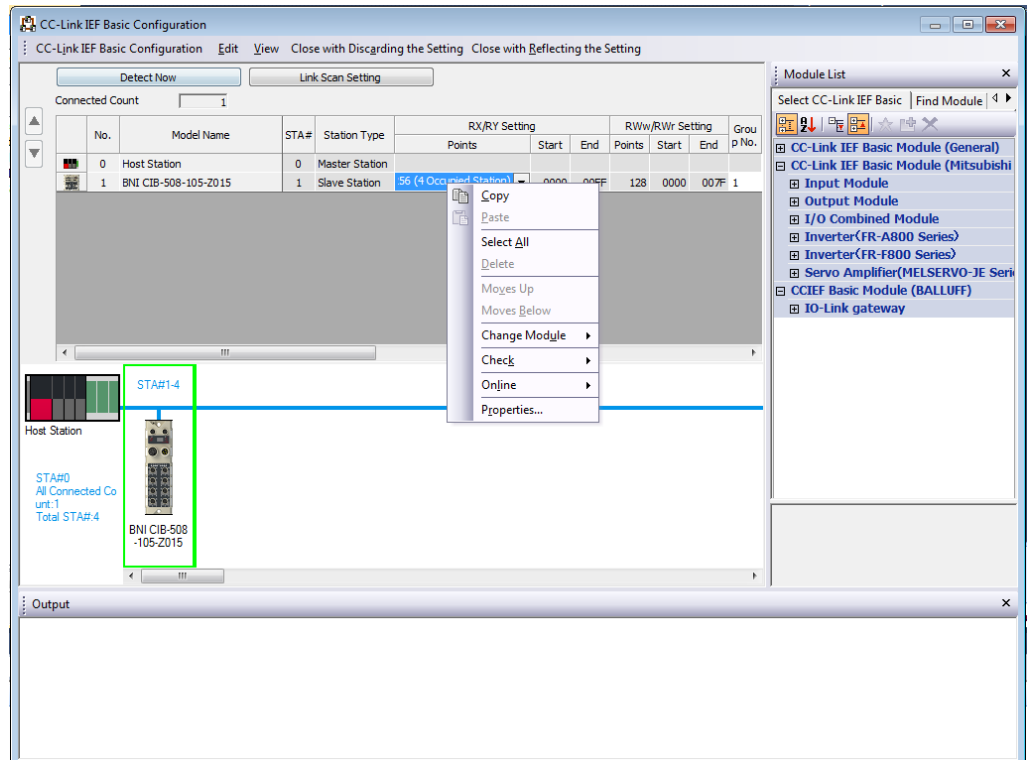 CC-Link IEF Basic Configuration
CC-Link IEF Basic Configuration Edit View Close with Discarding the Setting Close with Reflecting the Setting
Detect Now Link Scan Setting
Connected Count 1
No. Model Name STA# Station Type RX/RY Setting RWw/RWr Setting Grou
p No.
Points Start End Points Start End
0 Host Station 0 Master Station
1 BNI CIB-508-105-Z015 1 Slave Station 56 (4 Occupied Station) 0000 00FF 128 0000 007F 1
Copy
Paste
Select All
Delete
Moves Up
Moves Below
Change Module
Check
Online
Properties...
STA#1-4
Host Station
STA#0
All Connected Co
unt:1
Total STA#:4
BNI CIB-508
-105-Z015
Module List
Select CC-Link IEF Basic Find Module
CC-Link IEF Basic Module (General)
CC-Link IEF Basic Module (Mitsubishi
Input Module
Output Module
I/O Combined Module
Inverter(FR-A800 Series)
Inverter(FR-F800 Series)
Servo Amplifier(MELSERVO-JE Seri
CCIEF Basic Module (BALLUFF)
IO-Link gateway
Output